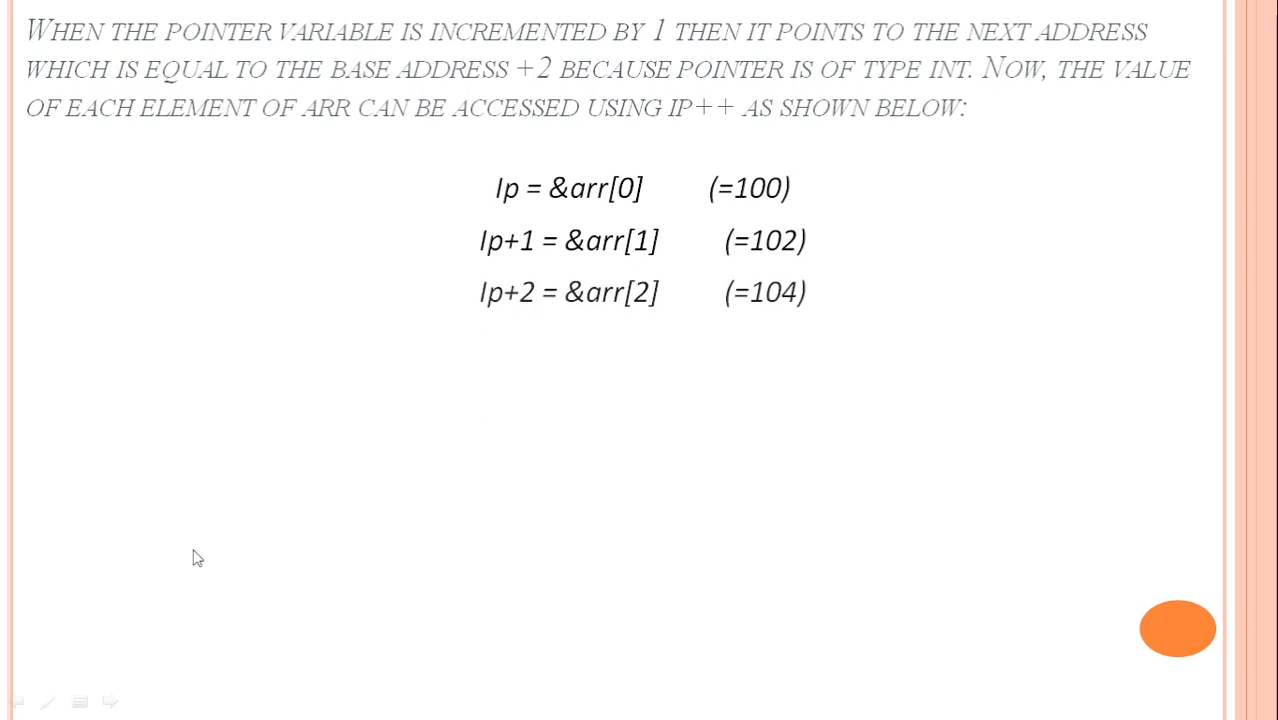 WHEN THE POINTER VARIABLE IS INCREMENTED BY 1 THEN IT POINTS TO THE NEXT ADDRESS
WHICH IS EQUAL TO THE BASE ADDRESS +2 BECAUSE POINTER IS OF TYPE INT. NOW, THE VALUE
OF EACH ELEMENT OF ARR CAN BE ACCESSED USING IP++ AS SHOWN BELOW:
Ip = &arr[0] (=100)
Ip+1 = &arr[1] (=102)
Ip+2 = &arr[2] (=104)